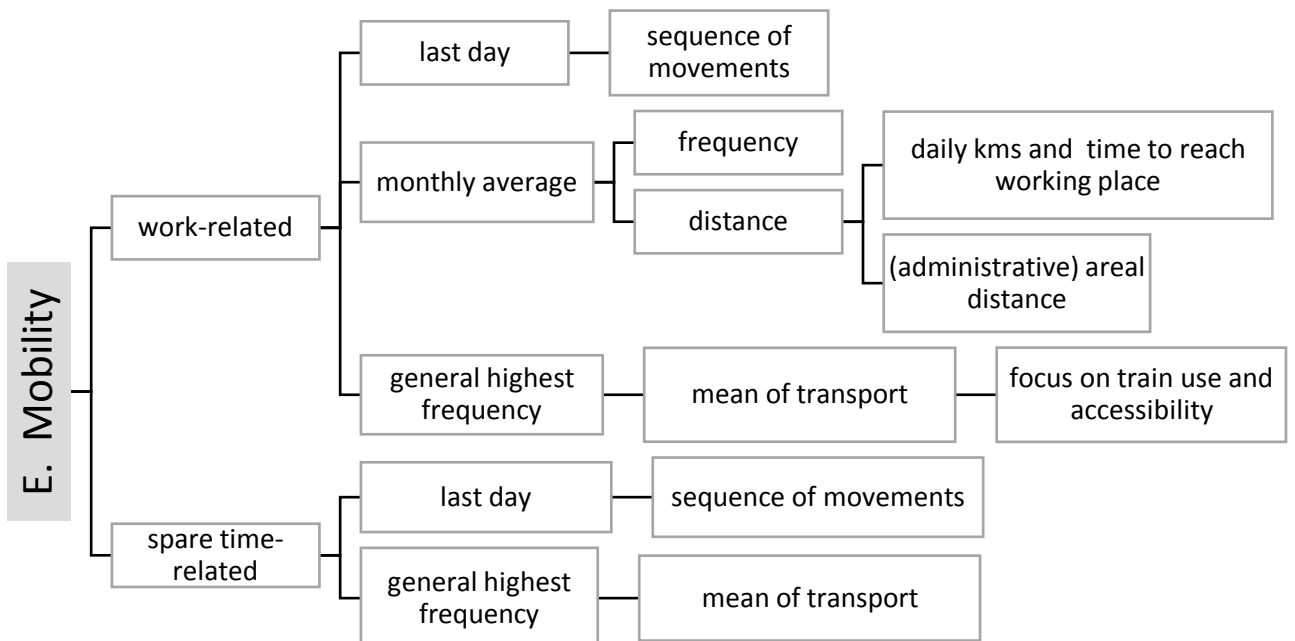 E. Mobility
work-related
last day
sequence of
movements
monthly average
frequency
distance
daily kms and time to reach
working place
(administrative) areal
distance
general highest
frequency
mean of transport
focus on train use and
accessibility
spare time-
related
last day
sequence of movements
general highest
frequency
mean of transport